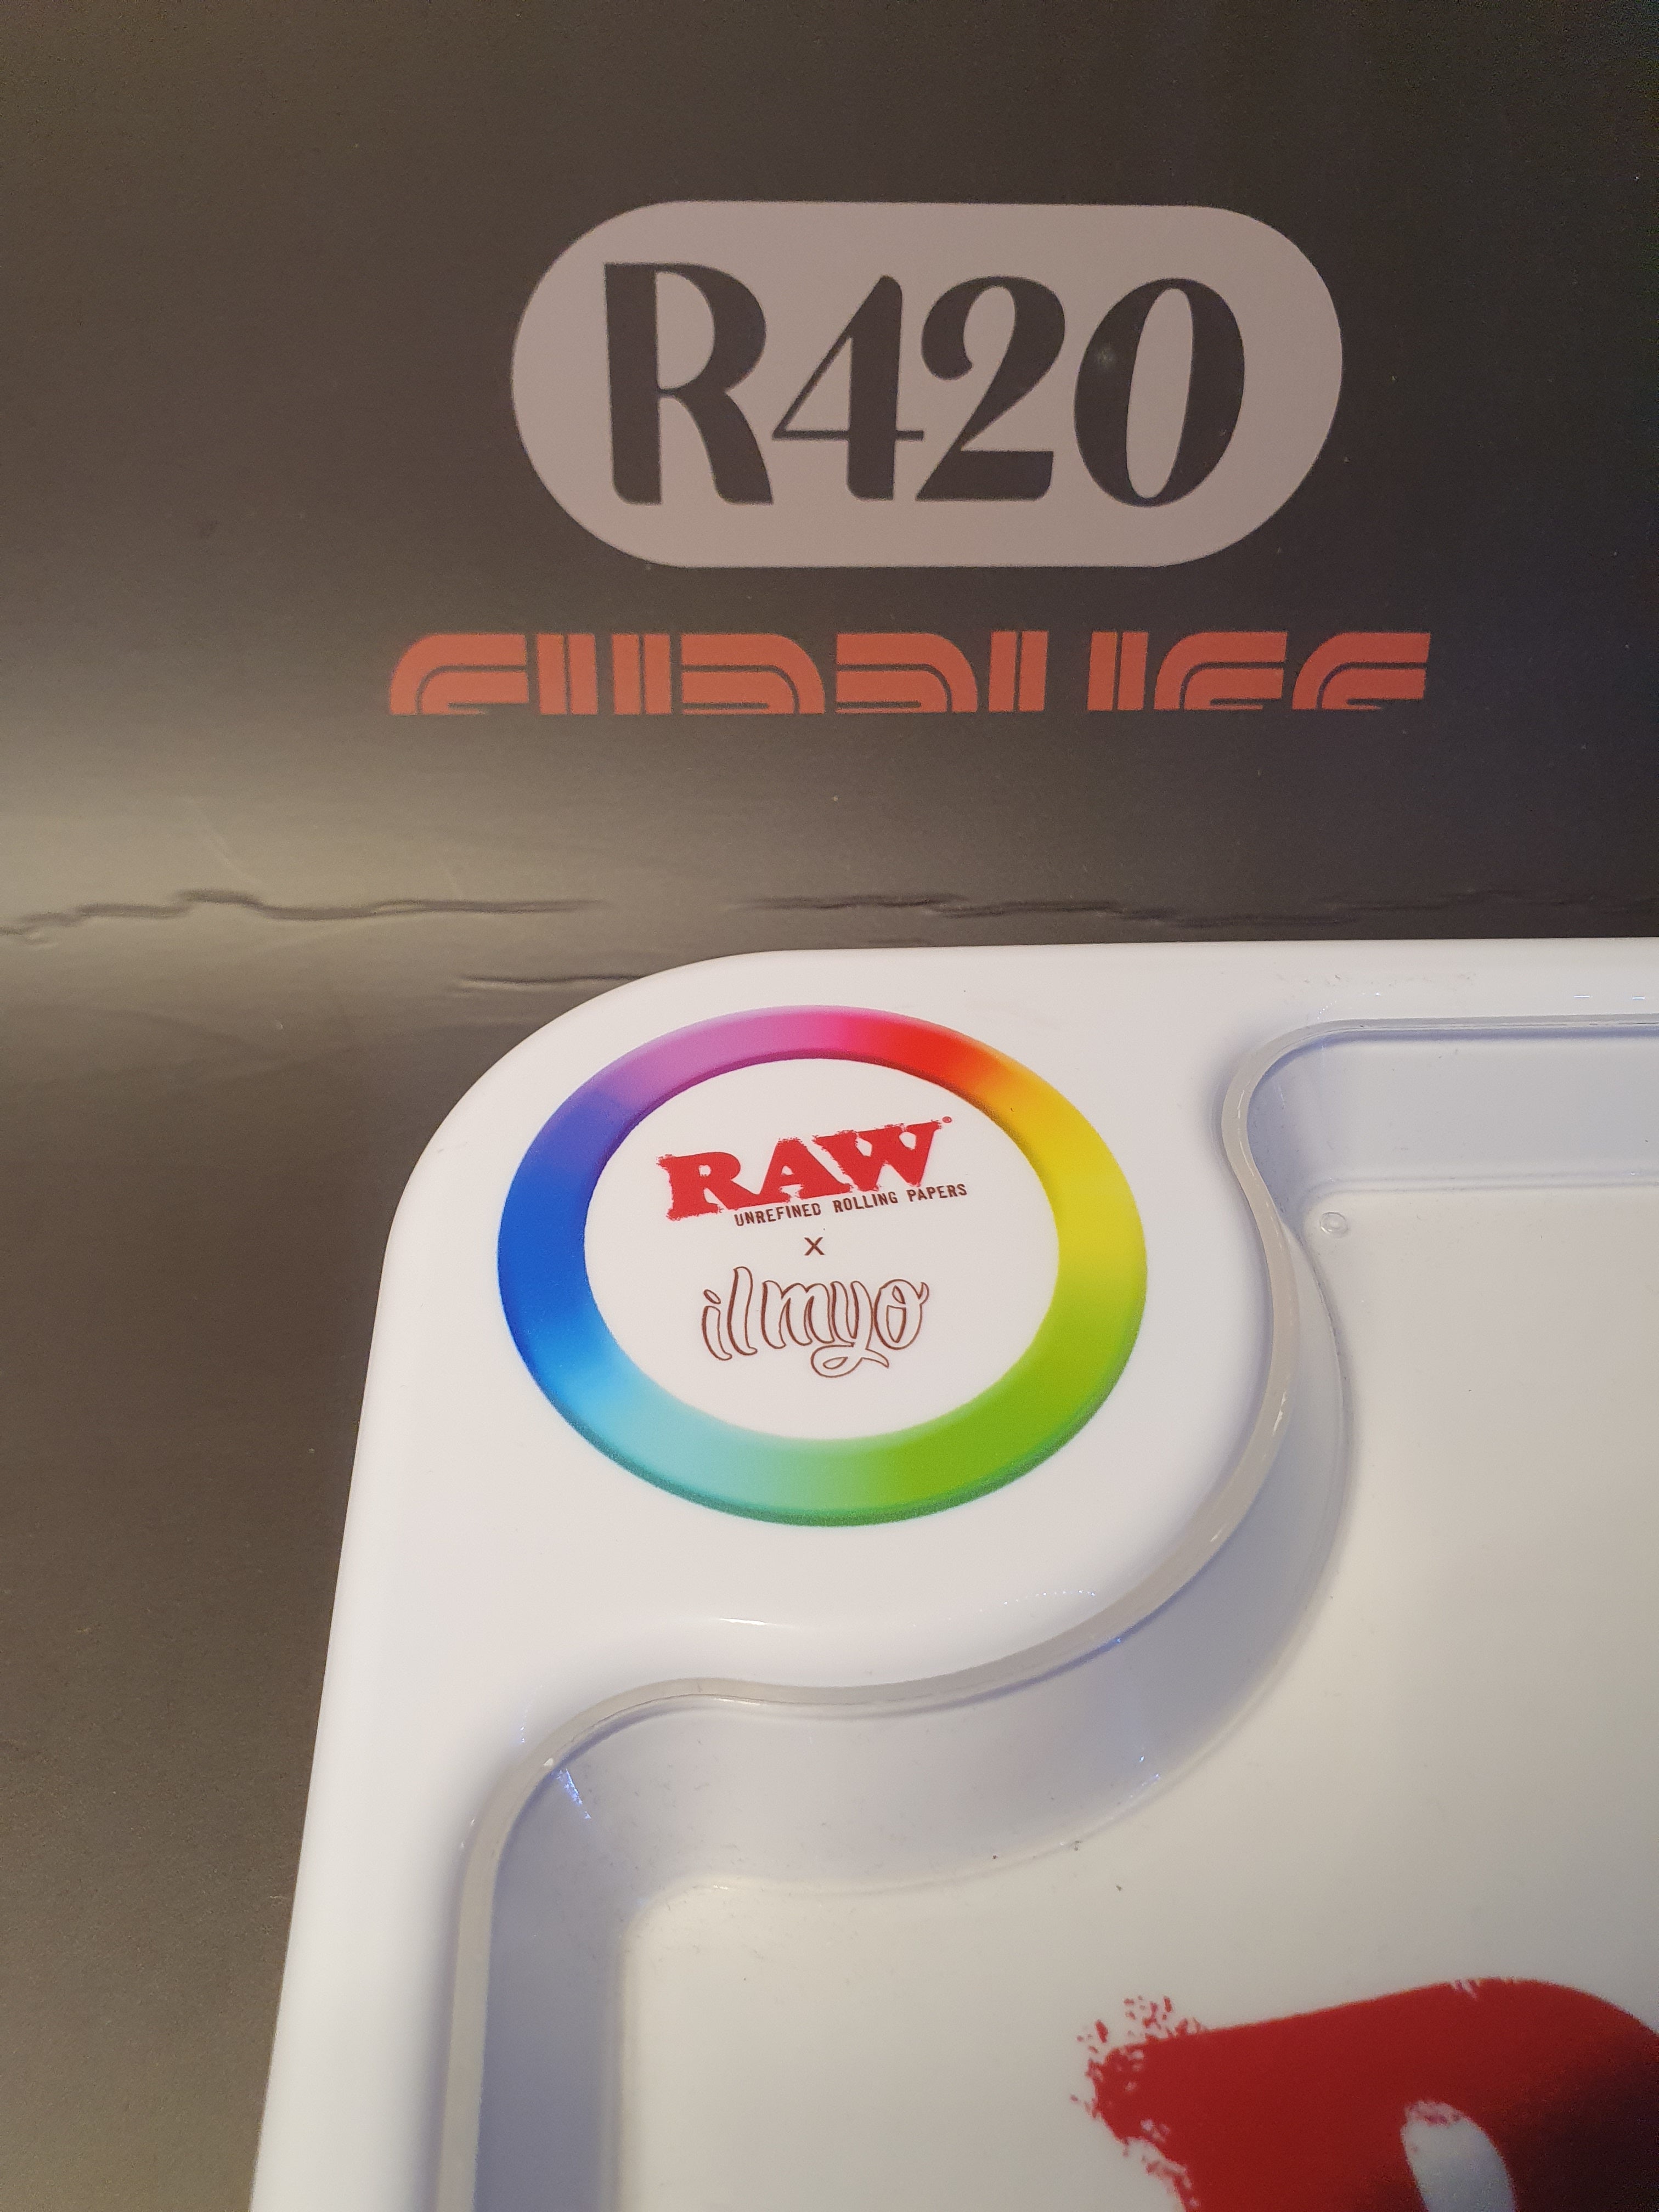 R420
RAW®
UNREFINED ROLLING PAPERS
x
ilmyo